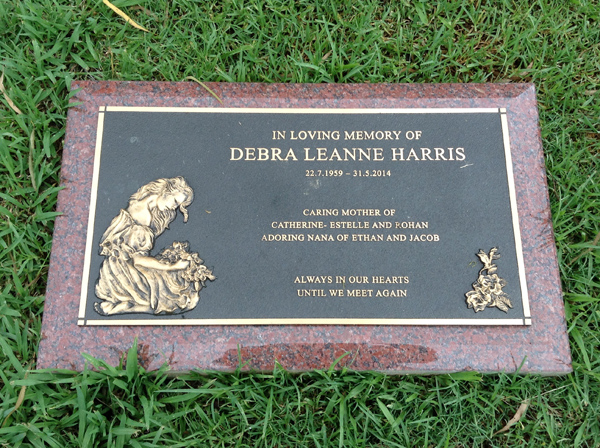 IN LOVING MEMORY OF
DEBRA LEANNE HARRIS
22.7.1959 – 31.5.2014
CARING MOTHER OF
CATHERINE- ESTELLE AND ROHAN
ADORING NANA OF ETHAN AND JACOB
ALWAYS IN OUR HEARTS
UNTIL WE MEET AGAIN